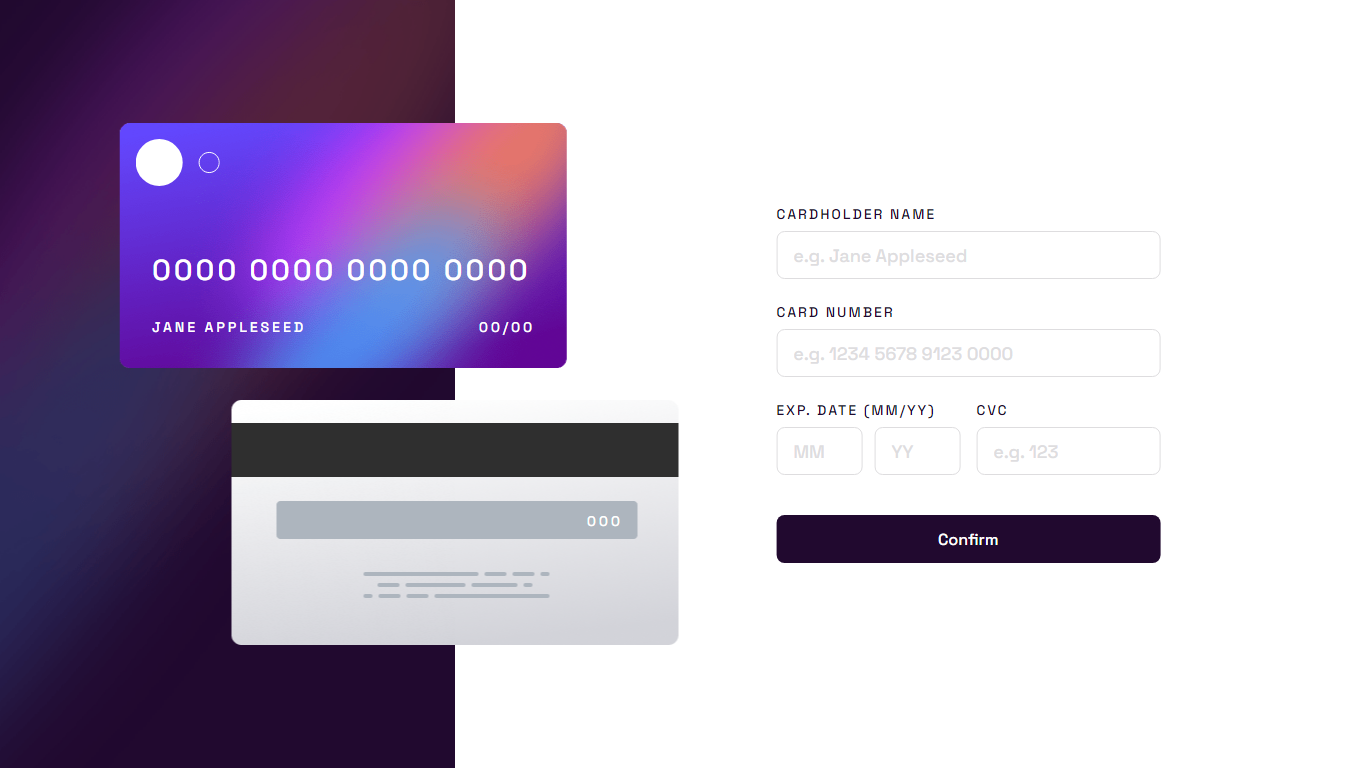 0000 0000 0000 0000
JANE APPLESEED 00/00
000
CARDHOLDER NAME
e.g. Jane Appleseed
CARD NUMBER
e.g. 1234 5678 9123 0000
EXP. DATE (MM/YY) CVC
MM YY e.g. 123
Confirm